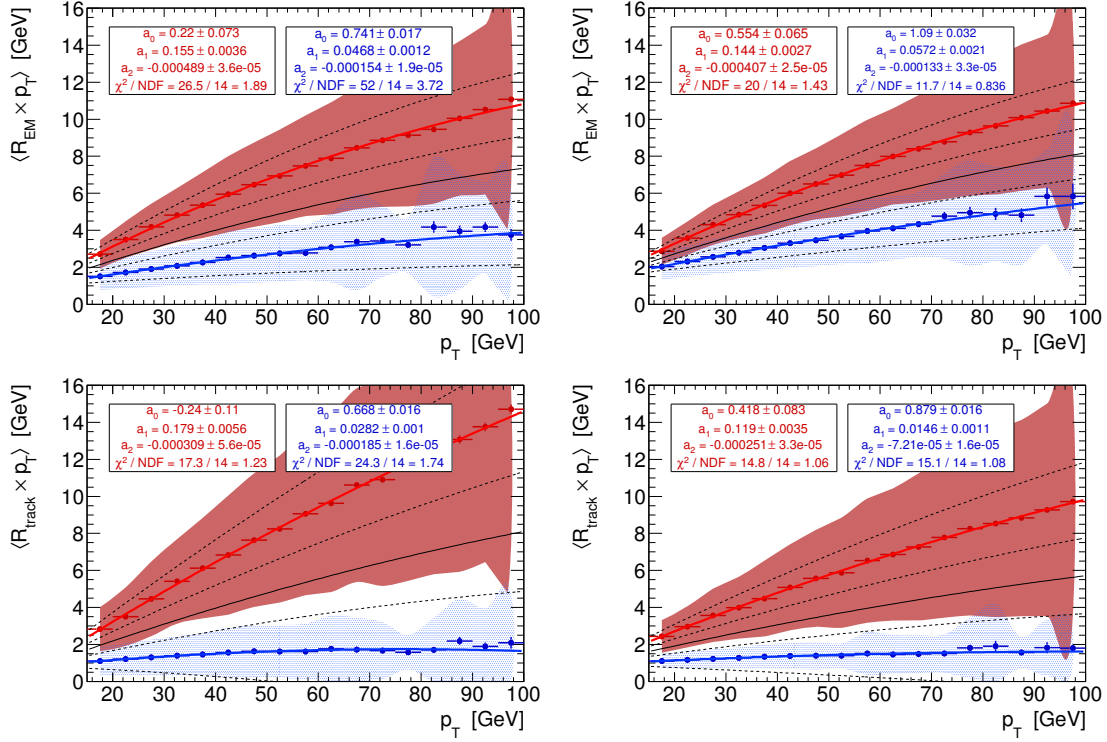 ⟨R_EM × p_T⟩ [GeV]
16
14
12
10
8
6
4
2
0
a_0 = 0.22 ± 0.073
a_1 = 0.155 ± 0.0036
a_2 = -0.000489 ± 3.6e-05
χ² / NDF = 26.5 / 14 = 1.89
a_0 = 0.741 ± 0.017
a_1 = 0.0468 ± 0.0012
a_2 = -0.000154 ± 1.9e-05
χ² / NDF = 52 / 14 = 3.72
20 30 40 50 60 70 80 90 100
p_T [GeV]
⟨R_EM × p_T⟩ [GeV]
16
14
12
10
8
6
4
2
0
a_0 = 0.554 ± 0.065
a_1 = 0.144 ± 0.0027
a_2 = -0.000407 ± 2.5e-05
χ² / NDF = 20 / 14 = 1.43
a_0 = 1.09 ± 0.032
a_1 = 0.0572 ± 0.0021
a_2 = -0.000133 ± 3.3e-05
χ² / NDF = 11.7 / 14 = 0.836
20 30 40 50 60 70 80 90 100
p_T [GeV]
⟨R_track × p_T⟩ [GeV]
16
14
12
10
8
6
4
2
0
a_0 = -0.24 ± 0.11
a_1 = 0.179 ± 0.0056
a_2 = -0.000309 ± 5.6e-05
χ² / NDF = 17.3 / 14 = 1.23
a_0 = 0.668 ± 0.016
a_1 = 0.0282 ± 0.001
a_2 = -0.000185 ± 1.6e-05
χ² / NDF = 24.3 / 14 = 1.74
20 30 40 50 60 70 80 90 100
p_T [GeV]
⟨R_track × p_T⟩ [GeV]
16
14
12
10
8
6
4
2
0
a_0 = 0.418 ± 0.083
a_1 = 0.119 ± 0.0035
a_2 = -0.000251 ± 3.3e-05
χ² / NDF = 14.8 / 14 = 1.06
a_0 = 0.879 ± 0.016
a_1 = 0.0146 ± 0.0011
a_2 = -7.21e-05 ± 1.6e-05
χ² / NDF = 15.1 / 14 = 1.08
20 30 40 50 60 70 80 90 100
p_T [GeV]